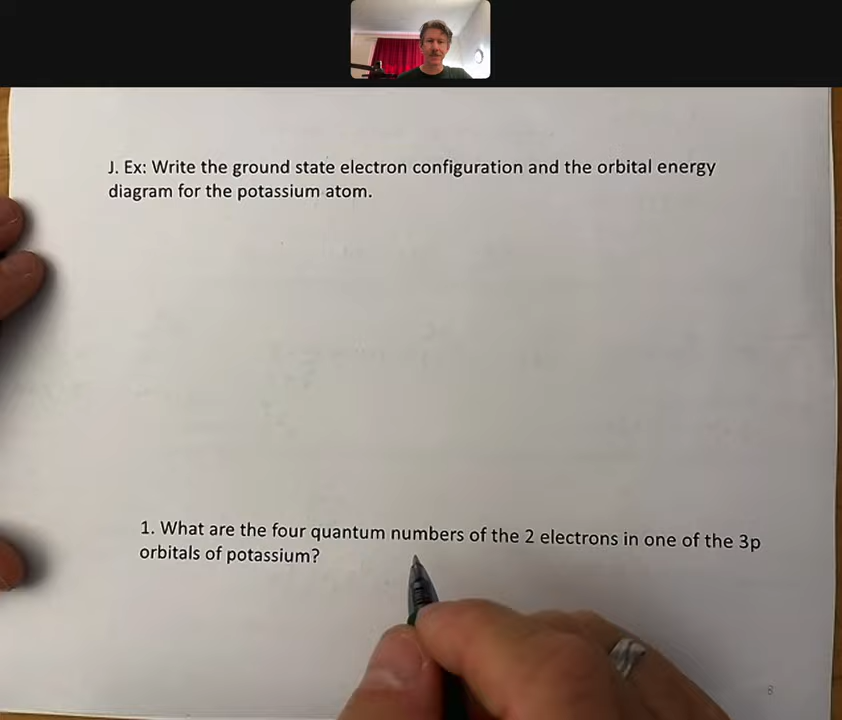 J. Ex: Write the ground state electron configuration and the orbital energy
diagram for the potassium atom.
1. What are the four quantum numbers of the 2 electrons in one of the 3p
orbitals of potassium?
8